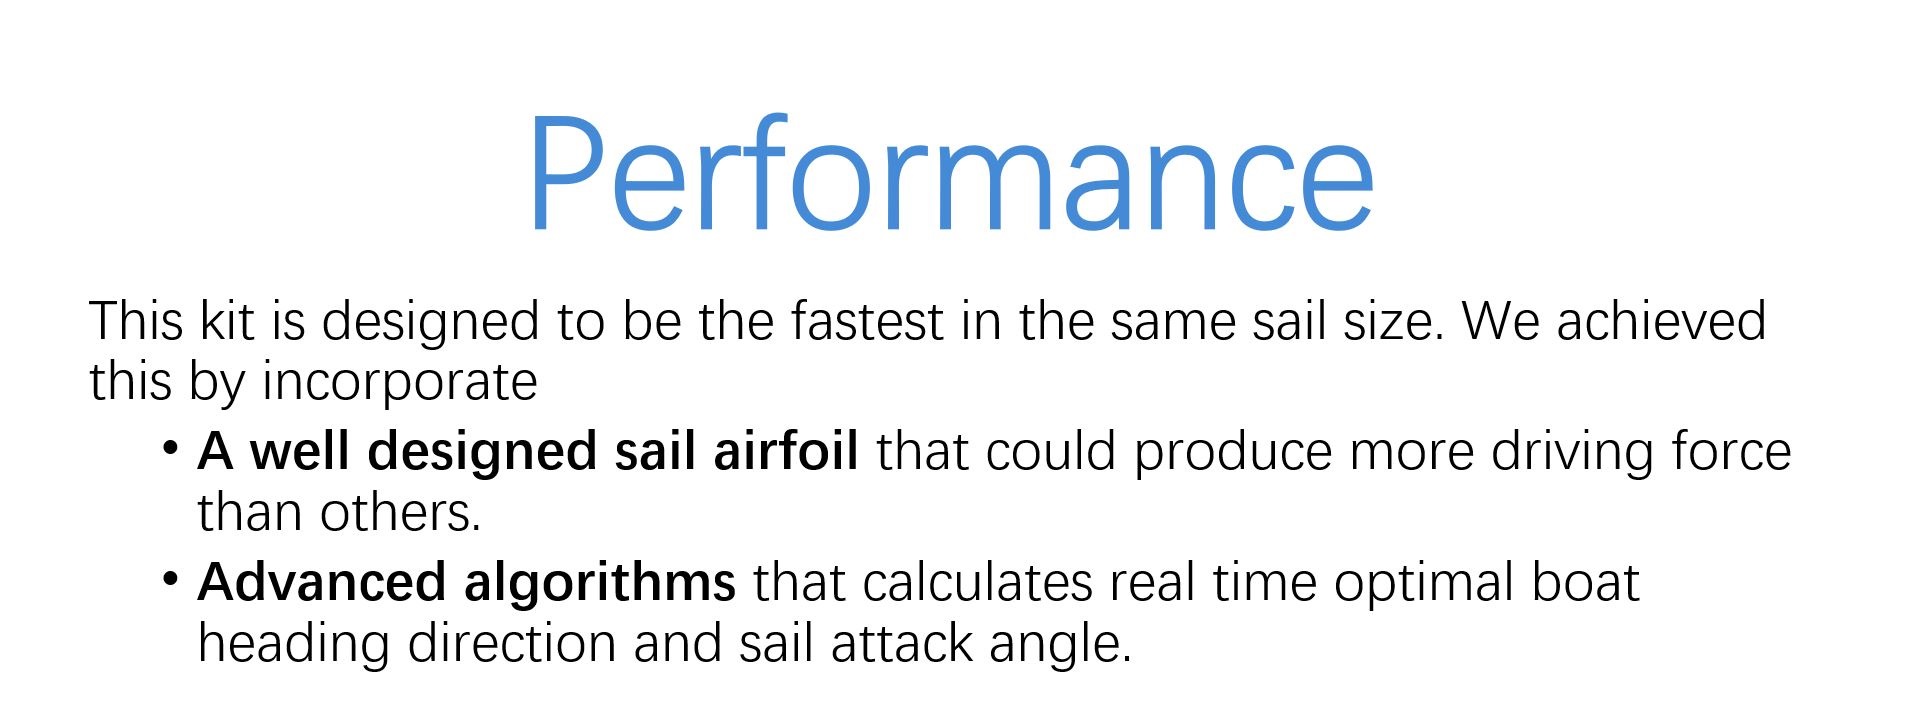 Performance
This kit is designed to be the fastest in the same sail size. We achieved
this by incorporate
• A well designed sail airfoil that could produce more driving force
than others.
• Advanced algorithms that calculates real time optimal boat
heading direction and sail attack angle.